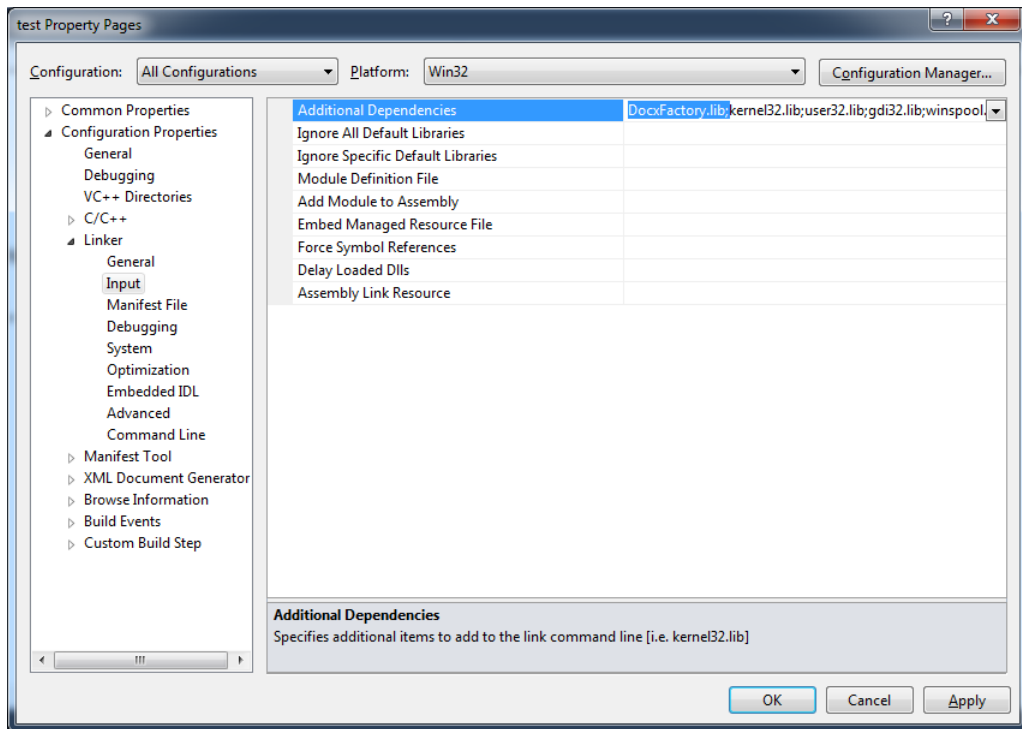 test Property Pages
Configuration: All Configurations Platform: Win32 Configuration Manager...
Common Properties
Configuration Properties
General
Debugging
VC++ Directories
C/C++
Linker
General
Input
Manifest File
Debugging
System
Optimization
Embedded IDL
Advanced
Command Line
Manifest Tool
XML Document Generator
Browse Information
Build Events
Custom Build Step
Additional Dependencies DocxFactory.lib;kernel32.lib;user32.lib;gdi32.lib;winspool.
Ignore All Default Libraries
Ignore Specific Default Libraries
Module Definition File
Add Module to Assembly
Embed Managed Resource File
Force Symbol References
Delay Loaded Dlls
Assembly Link Resource
Additional Dependencies
Specifies additional items to add to the link command line [i.e. kernel32.lib]
OK Cancel Apply